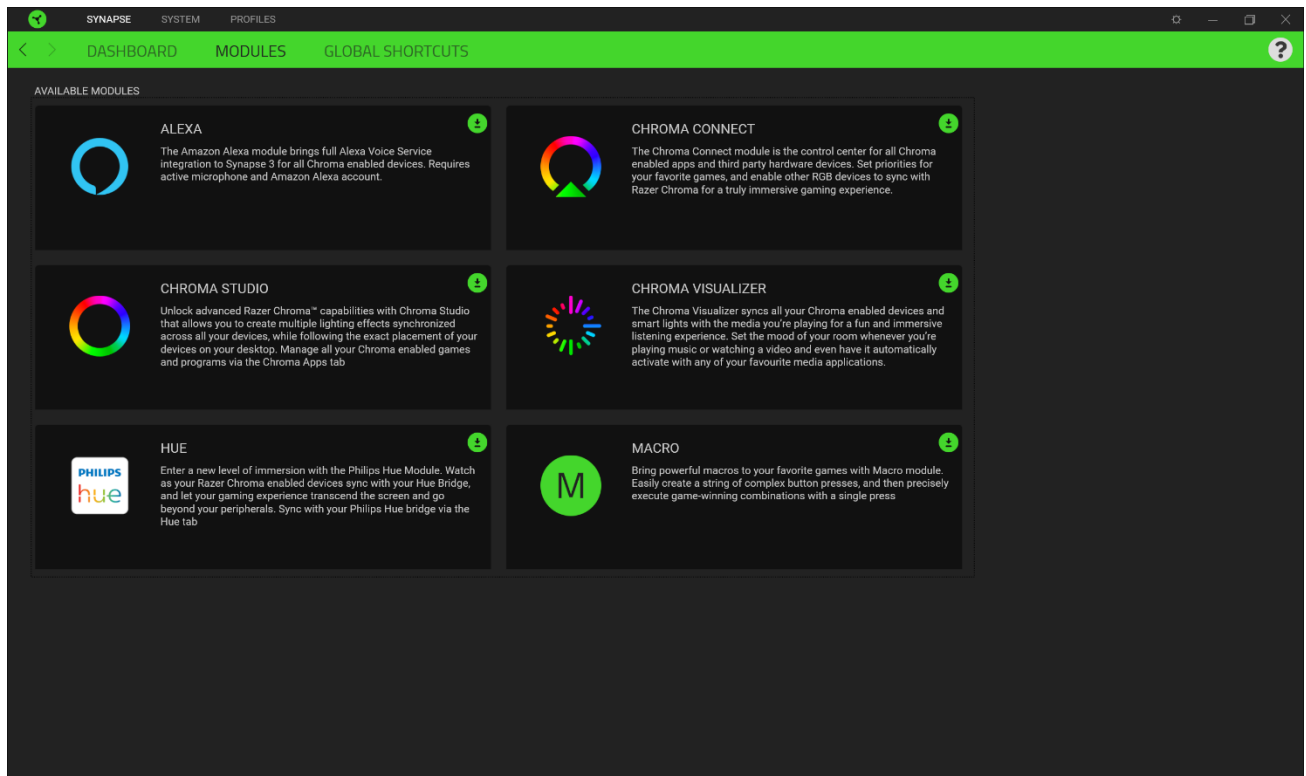 SYNAPSE SYSTEM PROFILES
DASHBOARD MODULES GLOBAL SHORTCUTS ?
AVAILABLE MODULES
ALEXA
The Amazon Alexa module brings full Alexa Voice Service
integration to Synapse 3 for all Chroma enabled devices. Requires
active microphone and Amazon Alexa account.
CHROMA CONNECT
The Chroma Connect module is the control center for all Chroma
enabled apps and third party hardware devices. Set priorities for
your favorite games, and enable other RGB devices to sync with
Razer Chroma for a truly immersive gaming experience.
CHROMA STUDIO
Unlock advanced Razer Chroma™ capabilities with Chroma Studio
that allows you to create multiple lighting effects synchronized
across all your devices, while following the exact placement of your
devices on your desktop. Manage all your Chroma enabled games
and programs via the Chroma Apps tab
CHROMA VISUALIZER
The Chroma Visualizer syncs all your Chroma enabled devices and
smart lights with the media you're playing for a fun and immersive
listening experience. Set the mood of your room whenever you're
playing music or watching a video and even have it automatically
activate with any of your favourite media applications.
PHILIPS
hue
HUE
Enter a new level of immersion with the Philips Hue Module. Watch
as your Razer Chroma enabled devices sync with your Hue Bridge,
and let your gaming experience transcend the screen and go
beyond your peripherals. Sync with your Philips Hue bridge via the
Hue tab
M
MACRO
Bring powerful macros to your favorite games with Macro module.
Easily create a string of complex button presses, and then precisely
execute game-winning combinations with a single press